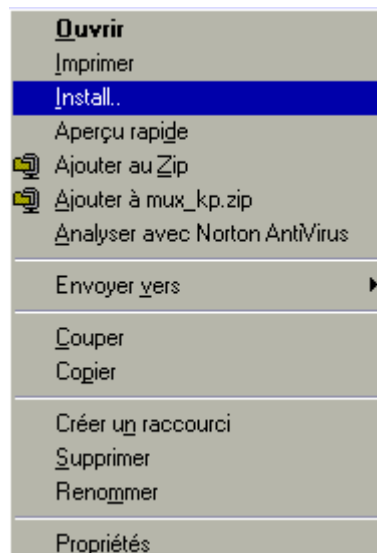 Ouvrir
Imprimer
Install..
Aperçu rapide
Ajouter au Zip
Ajouter à mux_kp.zip
Analyser avec Norton AntiVirus
Envoyer vers
Couper
Copier
Créer un raccourci
Supprimer
Renommer
Propriétés